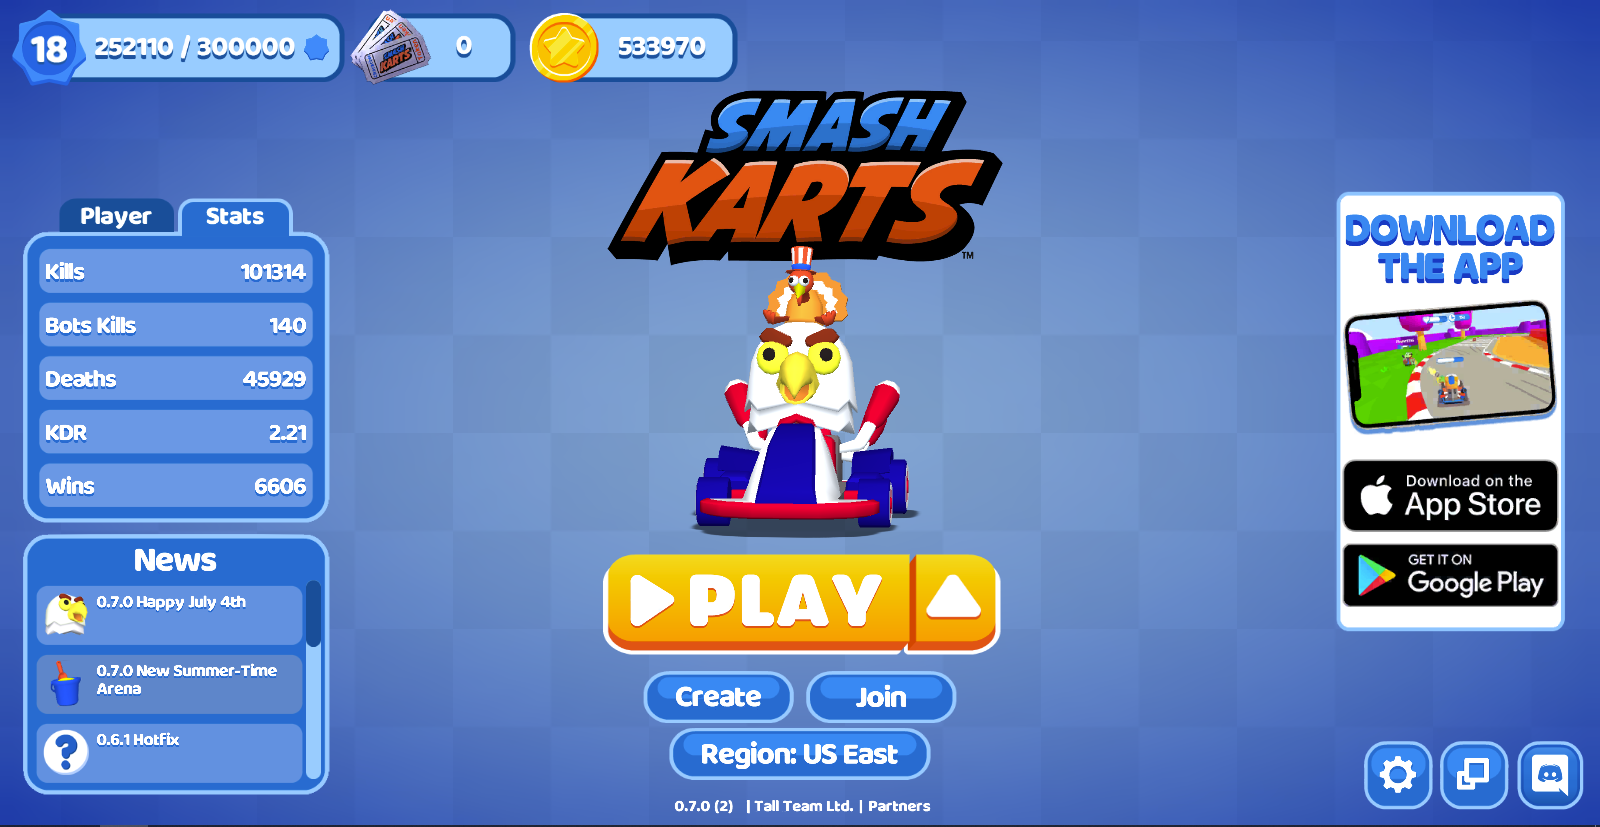 18
252110 / 300000
SMASH KARTS
0
533970
SMASH
KARTS
TM
Player
Stats
Kills 101314
Bots Kills 140
Deaths 45929
KDR 2.21
Wins 6606
News
0.7.0 Happy July 4th
0.7.0 New Summer-Time
Arena
0.6.1 Hotfix
PLAY
Create
Join
Region: US East
0.7.0 (2) | Tall Team Ltd. | Partners
DOWNLOAD
THE APP
Download on the
App Store
GET IT ON
Google Play